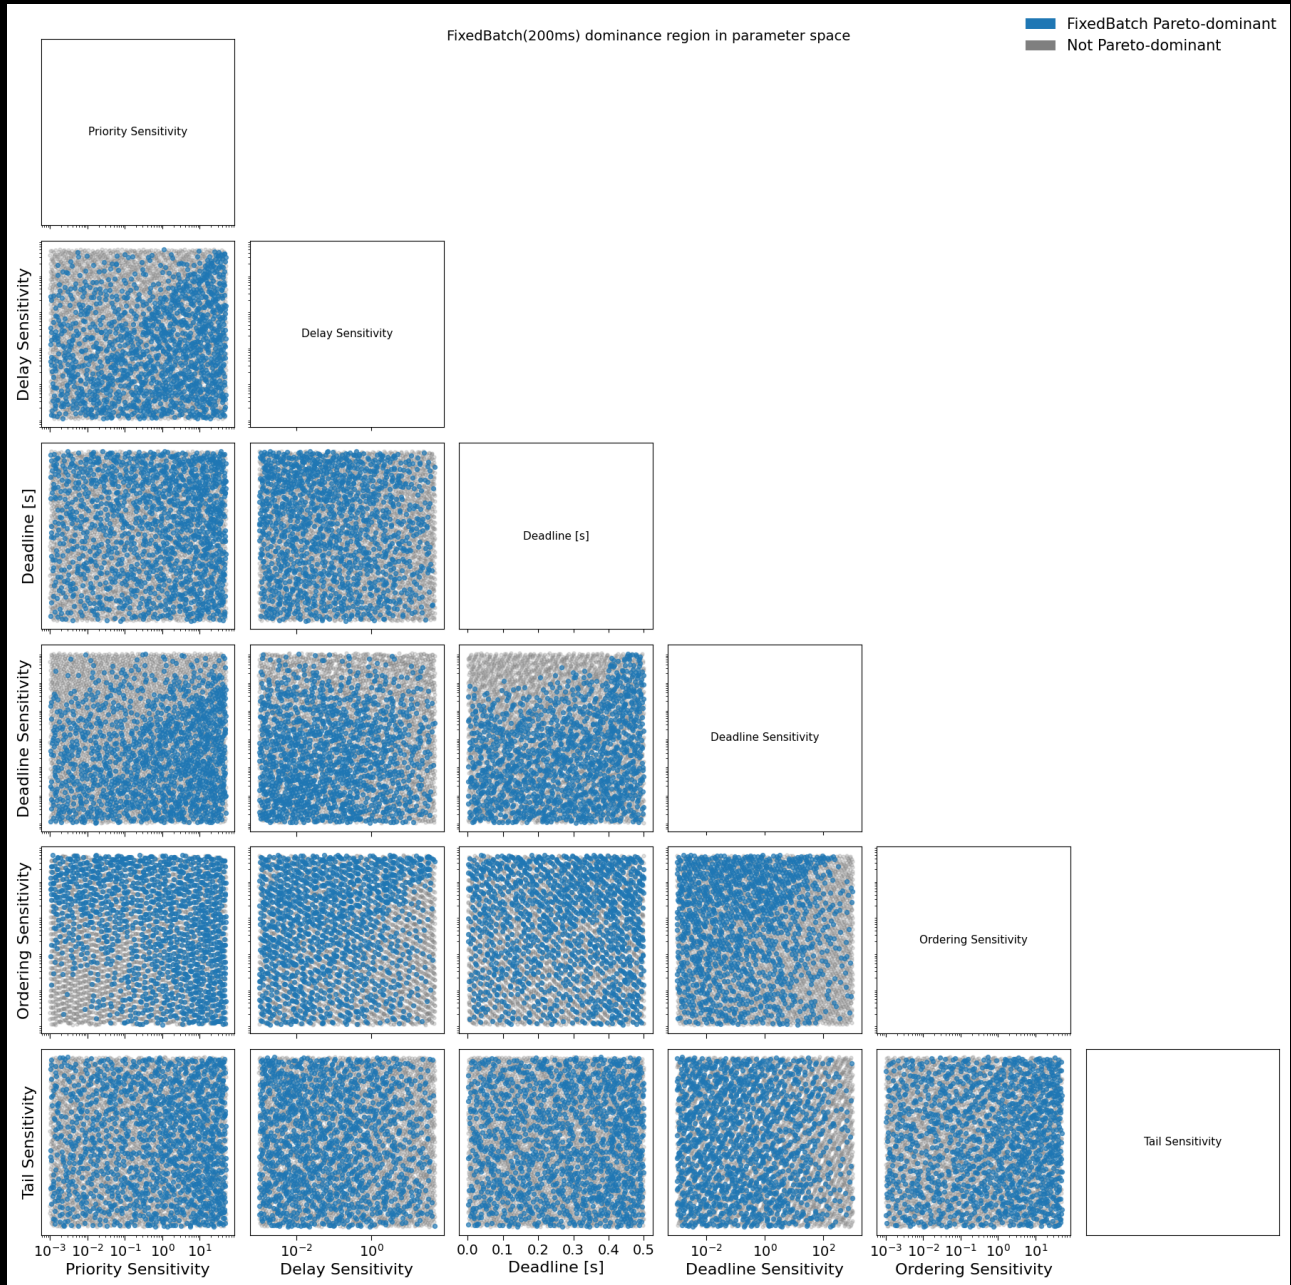 FixedBatch(200ms) dominance region in parameter space
FixedBatch Pareto-dominant
Not Pareto-dominant
Priority Sensitivity
Delay Sensitivity
Delay Sensitivity
Deadline [s]
Deadline [s]
Deadline Sensitivity
Deadline Sensitivity
Ordering Sensitivity
Ordering Sensitivity
Tail Sensitivity
Tail Sensitivity
10⁻³ 10⁻² 10⁻¹ 10⁰ 10¹
Priority Sensitivity
10⁻² 10⁰
Delay Sensitivity
0.0 0.1 0.2 0.3 0.4 0.5
Deadline [s]
10⁻² 10⁰ 10²
Deadline Sensitivity
10⁻³ 10⁻² 10⁻¹ 10⁰ 10¹
Ordering Sensitivity